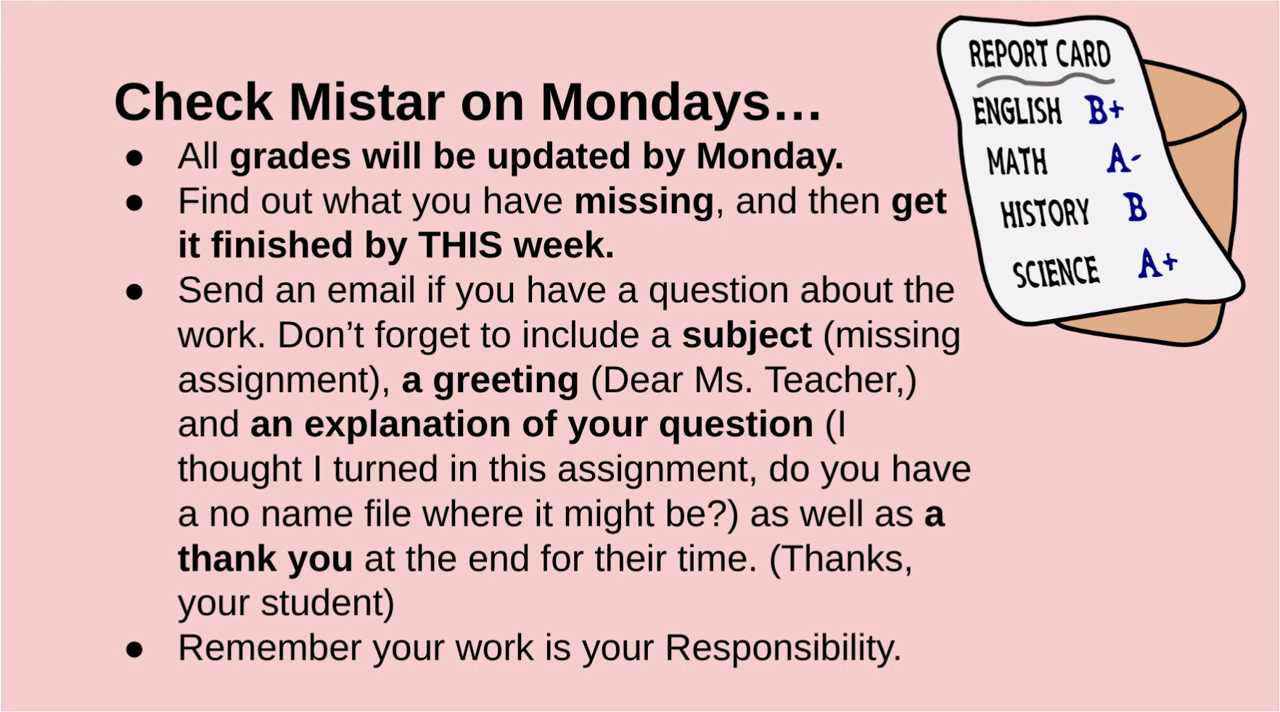 Check Mistar on Mondays…
● All grades will be updated by Monday.
● Find out what you have missing, and then get
it finished by THIS week.
● Send an email if you have a question about the
work. Don’t forget to include a subject (missing
assignment), a greeting (Dear Ms. Teacher,)
and an explanation of your question (I
thought I turned in this assignment, do you have
a no name file where it might be?) as well as a
thank you at the end for their time. (Thanks,
your student)
● Remember your work is your Responsibility.
REPORT CARD
ENGLISH B+
MATH A-
HISTORY B
SCIENCE A+